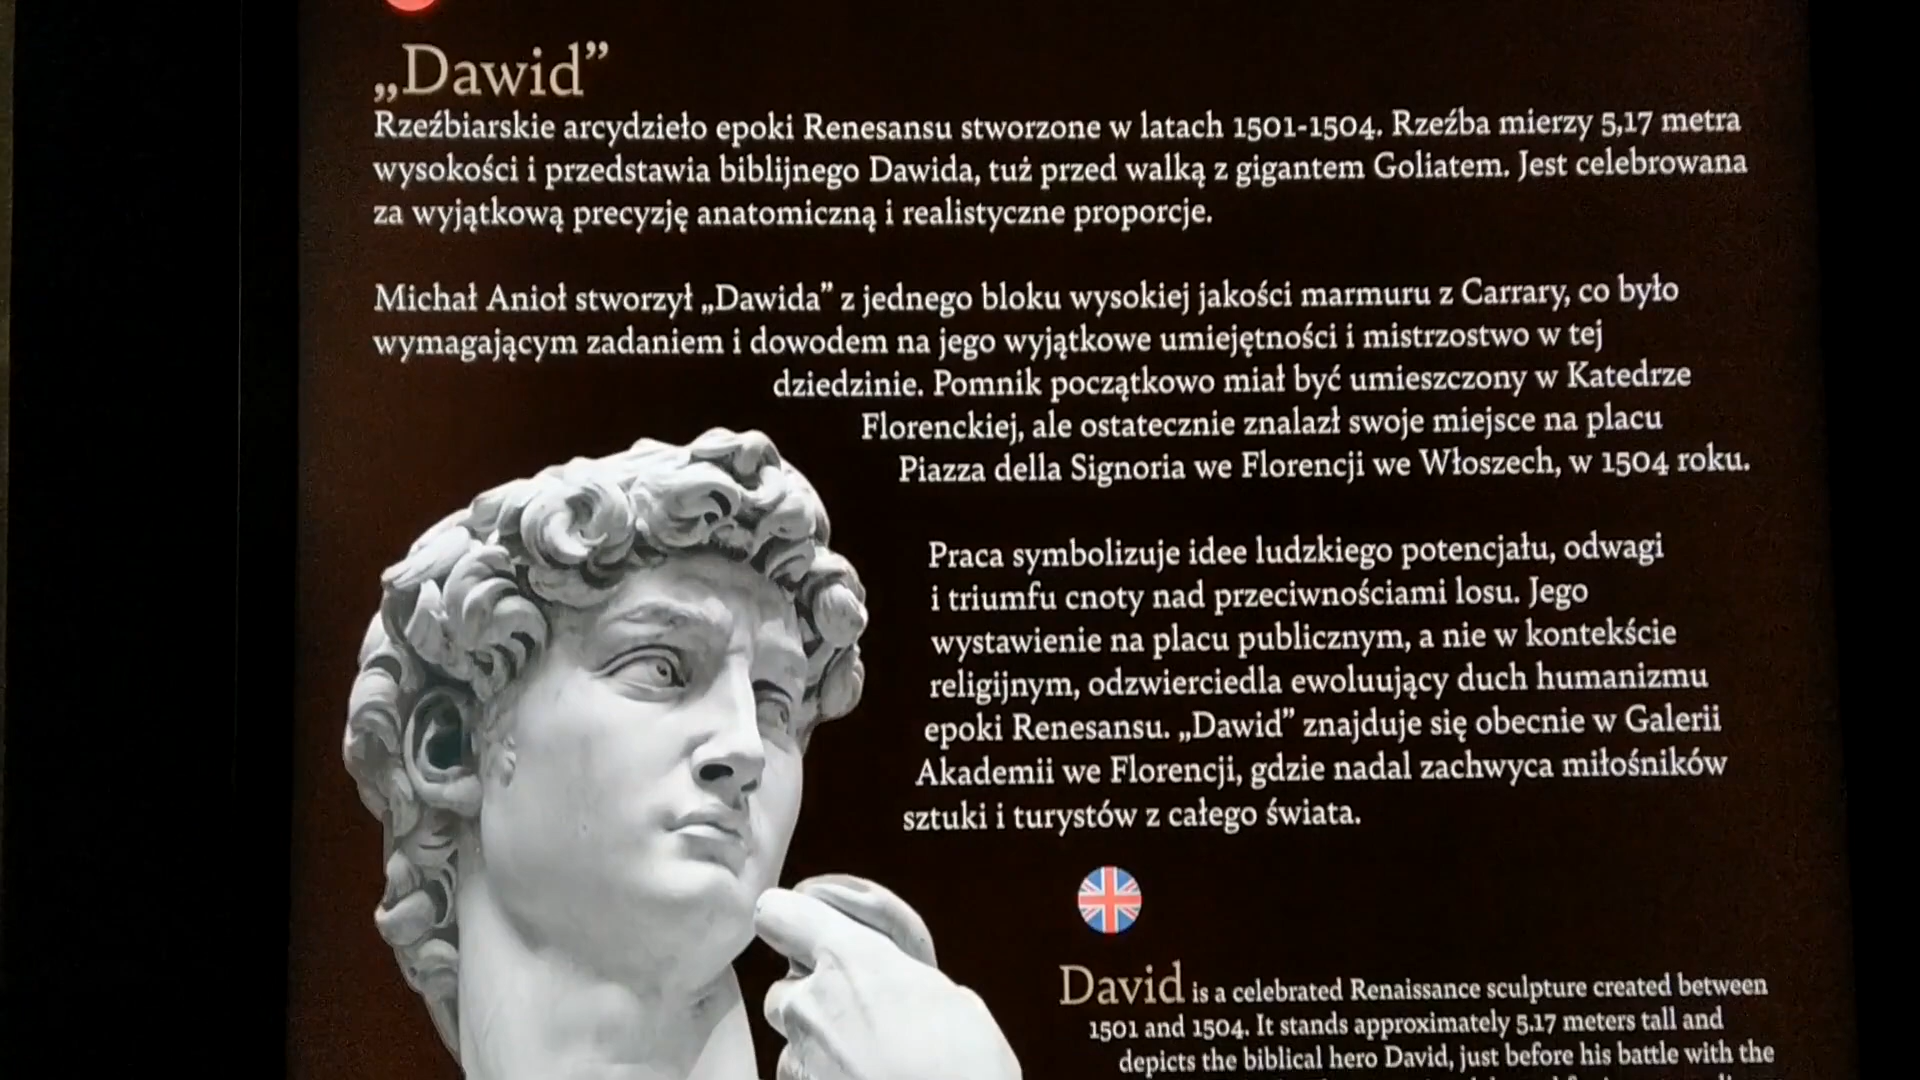 „Dawid”
Rzeźbiarskie arcydzieło epoki Renesansu stworzone w latach 1501-1504. Rzeźba mierzy 5,17 metra
wysokości i przedstawia biblijnego Dawida, tuż przed walką z gigantem Goliatem. Jest celebrowana
za wyjątkową precyzję anatomiczną i realistyczne proporcje.
Michał Anioł stworzył „Dawida” z jednego bloku wysokiej jakości marmuru z Carrary, co było
wymagającym zadaniem i dowodem na jego wyjątkowe umiejętności i mistrzostwo w tej
dziedzinie. Pomnik początkowo miał być umieszczony w Katedrze
Florenckiej, ale ostatecznie znalazł swoje miejsce na placu
Piazza della Signoria we Florencji we Włoszech, w 1504 roku.
Praca symbolizuje idee ludzkiego potencjału, odwagi
i triumfu cnoty nad przeciwnościami losu. Jego
wystawienie na placu publicznym, a nie w kontekście
religijnym, odzwierciedla ewoluujący duch humanizmu
epoki Renesansu. „Dawid” znajduje się obecnie w Galerii
Akademii we Florencji, gdzie nadal zachwyca miłośników
sztuki i turystów z całego świata.
David is a celebrated Renaissance sculpture created between
1501 and 1504. It stands approximately 5.17 meters tall and
depicts the biblical hero David, just before his battle with the